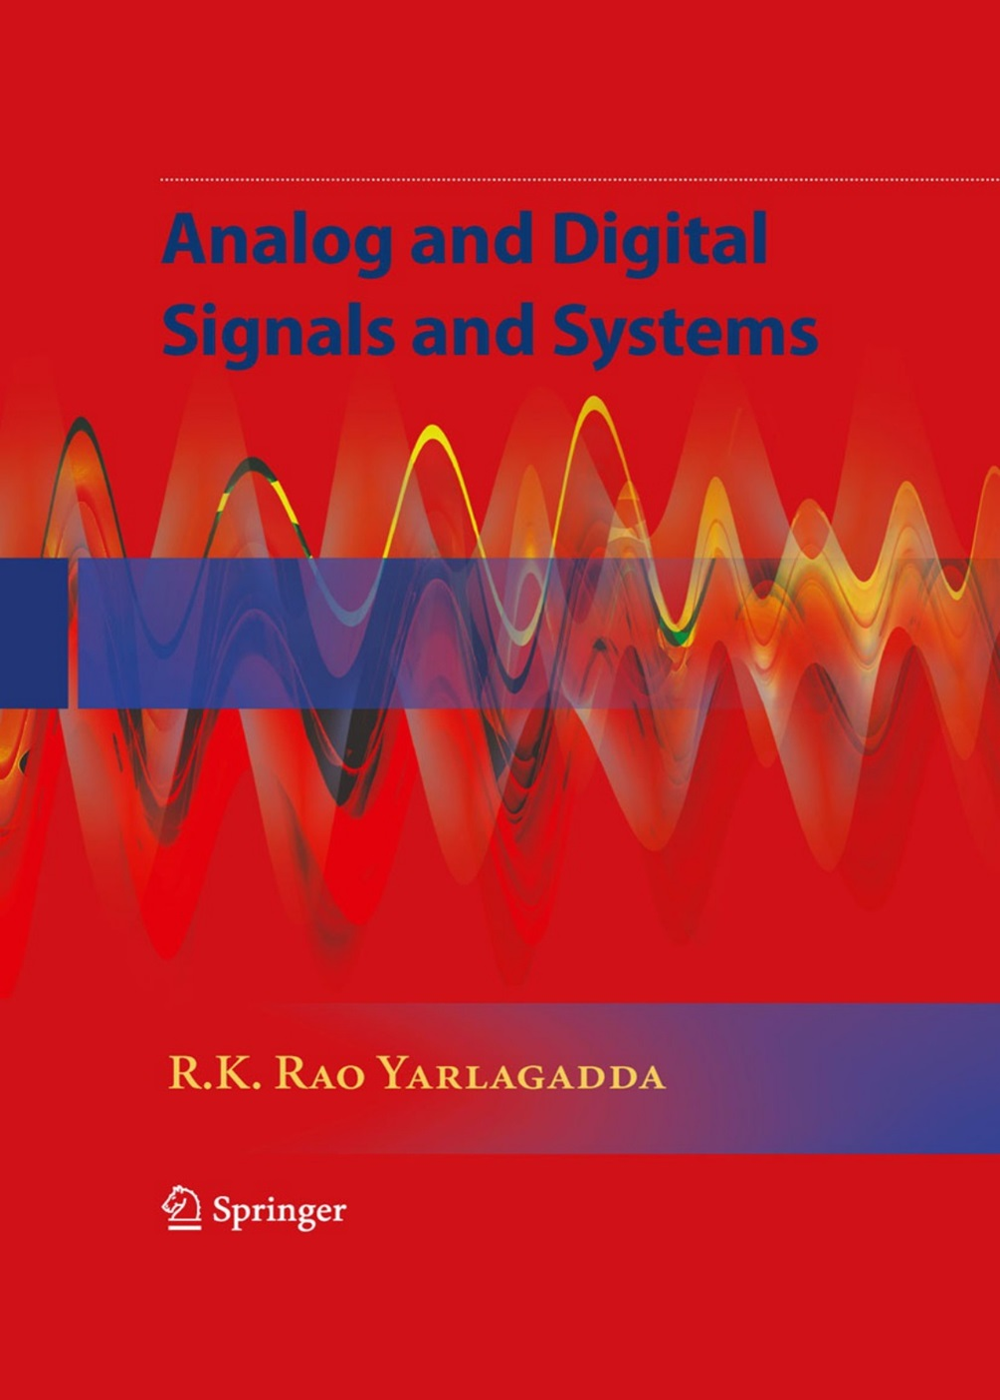 Analog and Digital
Signals and Systems
R.K. Rao Yarlagadda
Springer